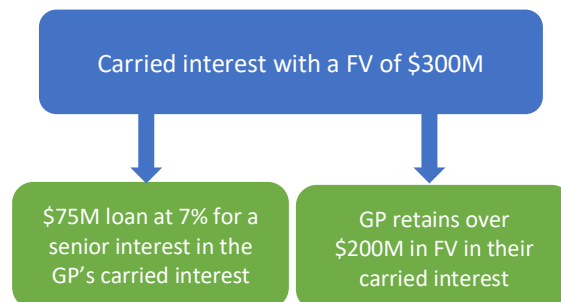 Carried interest with a FV of $300M
$75M loan at 7% for a
senior interest in the
GP's carried interest
GP retains over
$200M in FV in their
carried interest